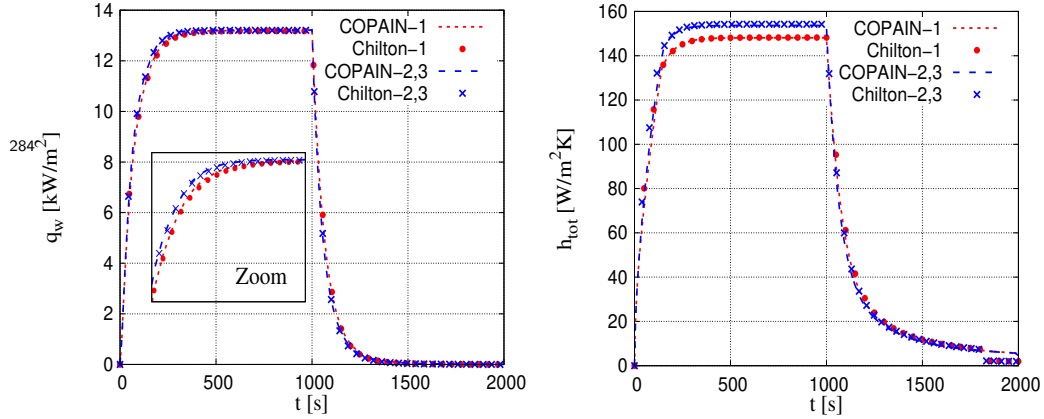 COPAIN−1
Chilton−1
COPAIN−2,3
Chilton−2,3
14
12
10
8
6
4
2
0
284
2
q_w [kW/m^2]
Zoom
0
500
1000
1500
2000
t [s]
COPAIN−1
Chilton−1
COPAIN−2,3
Chilton−2,3
160
140
120
100
80
60
40
20
0
h_tot [W/m^2K]
0
500
1000
1500
2000
t [s]